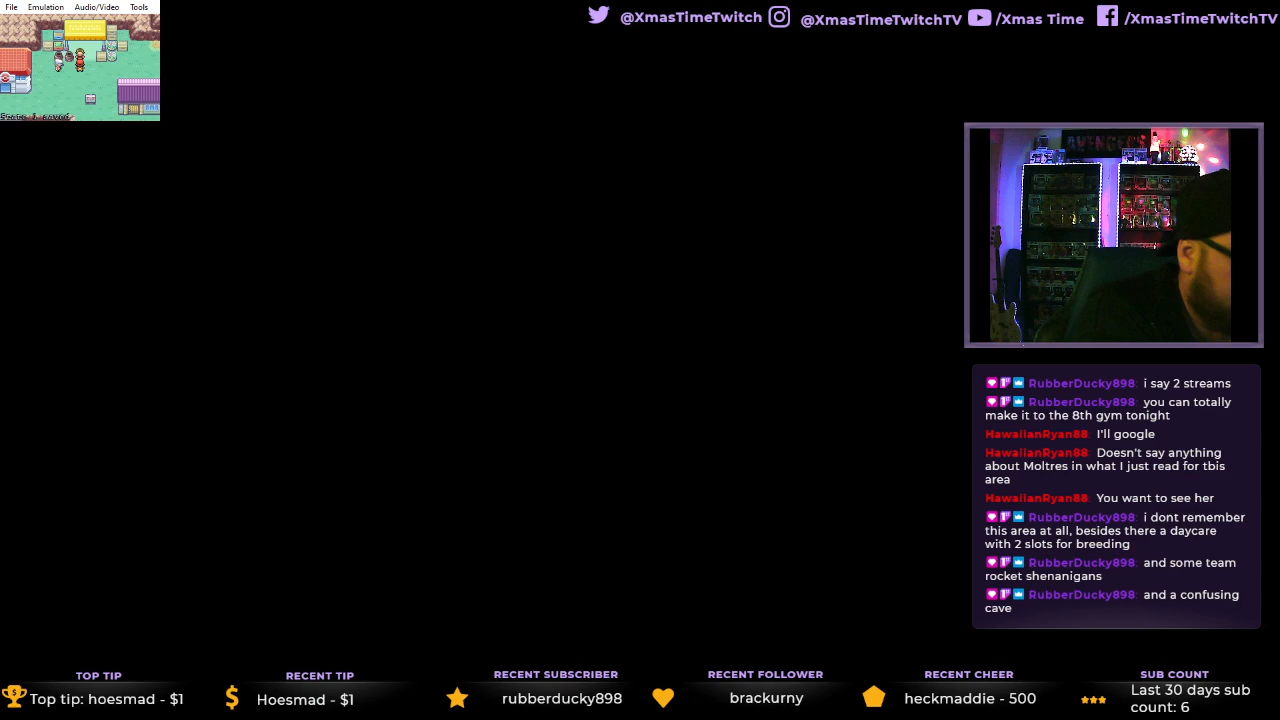 File Emulation Audio/Video Tools
@XmasTimeTwitch @XmasTimeTwitchTV /Xmas Time /XmasTimeTwitchTV
State 1 saved
AVENGERS
RubberDucky898: i say 2 streams
RubberDucky898: you can totally
make it to the 8th gym tonight
HawaiianRyan88: I'll google
HawaiianRyan88: Doesn't say anything
about Moltres in what I just read for tbis
area
HawaiianRyan88: You want to see her
RubberDucky898: i dont remember
this area at all, besides there a daycare
with 2 slots for breeding
RubberDucky898: and some team
rocket shenanigans
RubberDucky898: and a confusing
cave
TOP TIP
Top tip: hoesmad - $1
RECENT TIP
Hoesmad - $1
RECENT SUBSCRIBER
rubberducky898
RECENT FOLLOWER
brackurny
RECENT CHEER
heckmaddie - 500
SUB COUNT
Last 30 days sub
count: 6